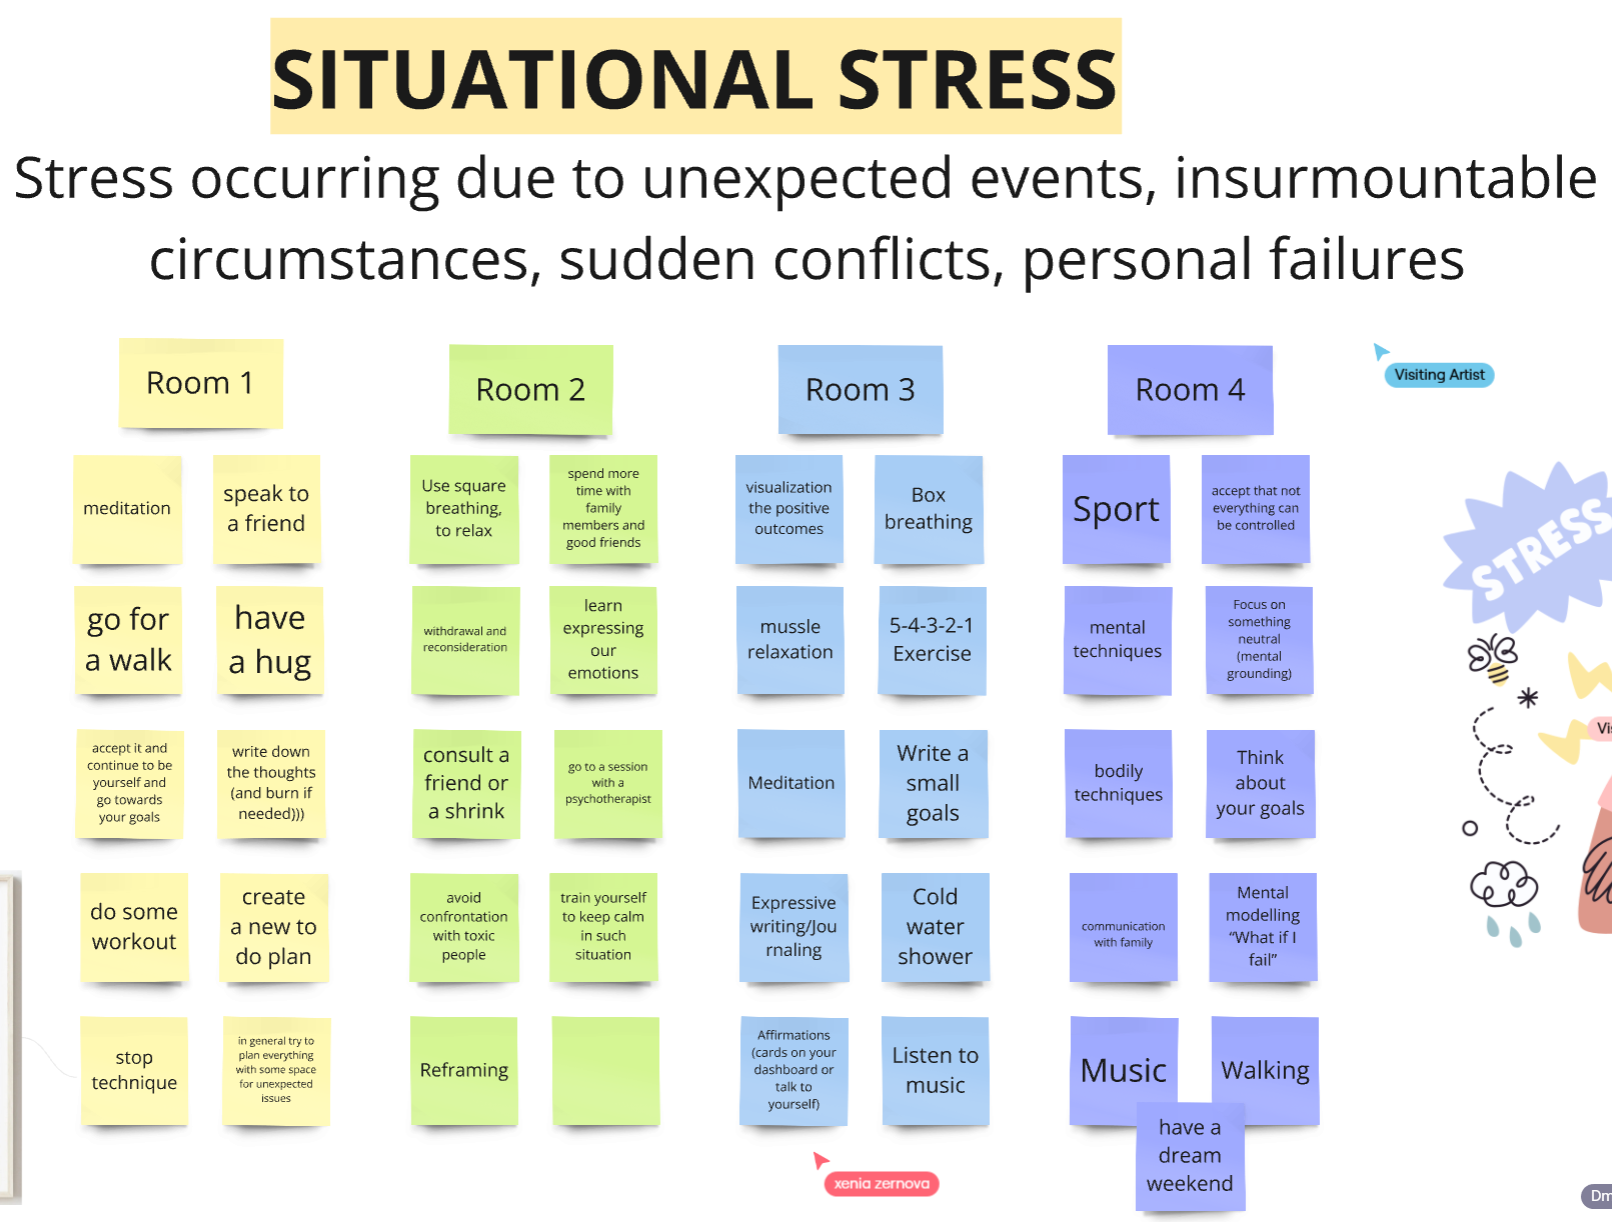 SITUATIONAL STRESS
Stress occurring due to unexpected events, insurmountable
circumstances, sudden conflicts, personal failures
Room 1
meditation
speak to
a friend
go for
a walk
have
a hug
accept it and
continue to be
yourself and
go towards
your goals
write down
the thoughts
(and burn if
needed)))
do some
workout
create
a new to
do plan
stop
technique
in general try to
plan everything
with some space
for unexpected
issues
Room 2
Use square
breathing,
to relax
spend more
time with
family
members and
good friends
withdrawal and
reconsideration
learn
expressing
our
emotions
consult a
friend or
a shrink
go to a session
with a
psychotherapist
avoid
confrontation
with toxic
people
train yourself
to keep calm
in such
situation
Reframing
Room 3
visualization
the positive
outcomes
Box
breathing
mussle
relaxation
5-4-3-2-1
Exercise
Meditation
Write a
small
goals
Expressive
writing/Jou
rnaling
Cold
water
shower
Affirmations
(cards on your
dashboard or
talk to
yourself)
Listen to
music
xenia zernova
Room 4
Sport
accept that not
everything can
be controlled
mental
techniques
Focus on
something
neutral
(mental
grounding)
bodily
techniques
Think
about
your goals
communication
with family
Mental
modelling
“What if I
fail”
Music
Walking
have a
dream
weekend
Visiting Artist
STRESS